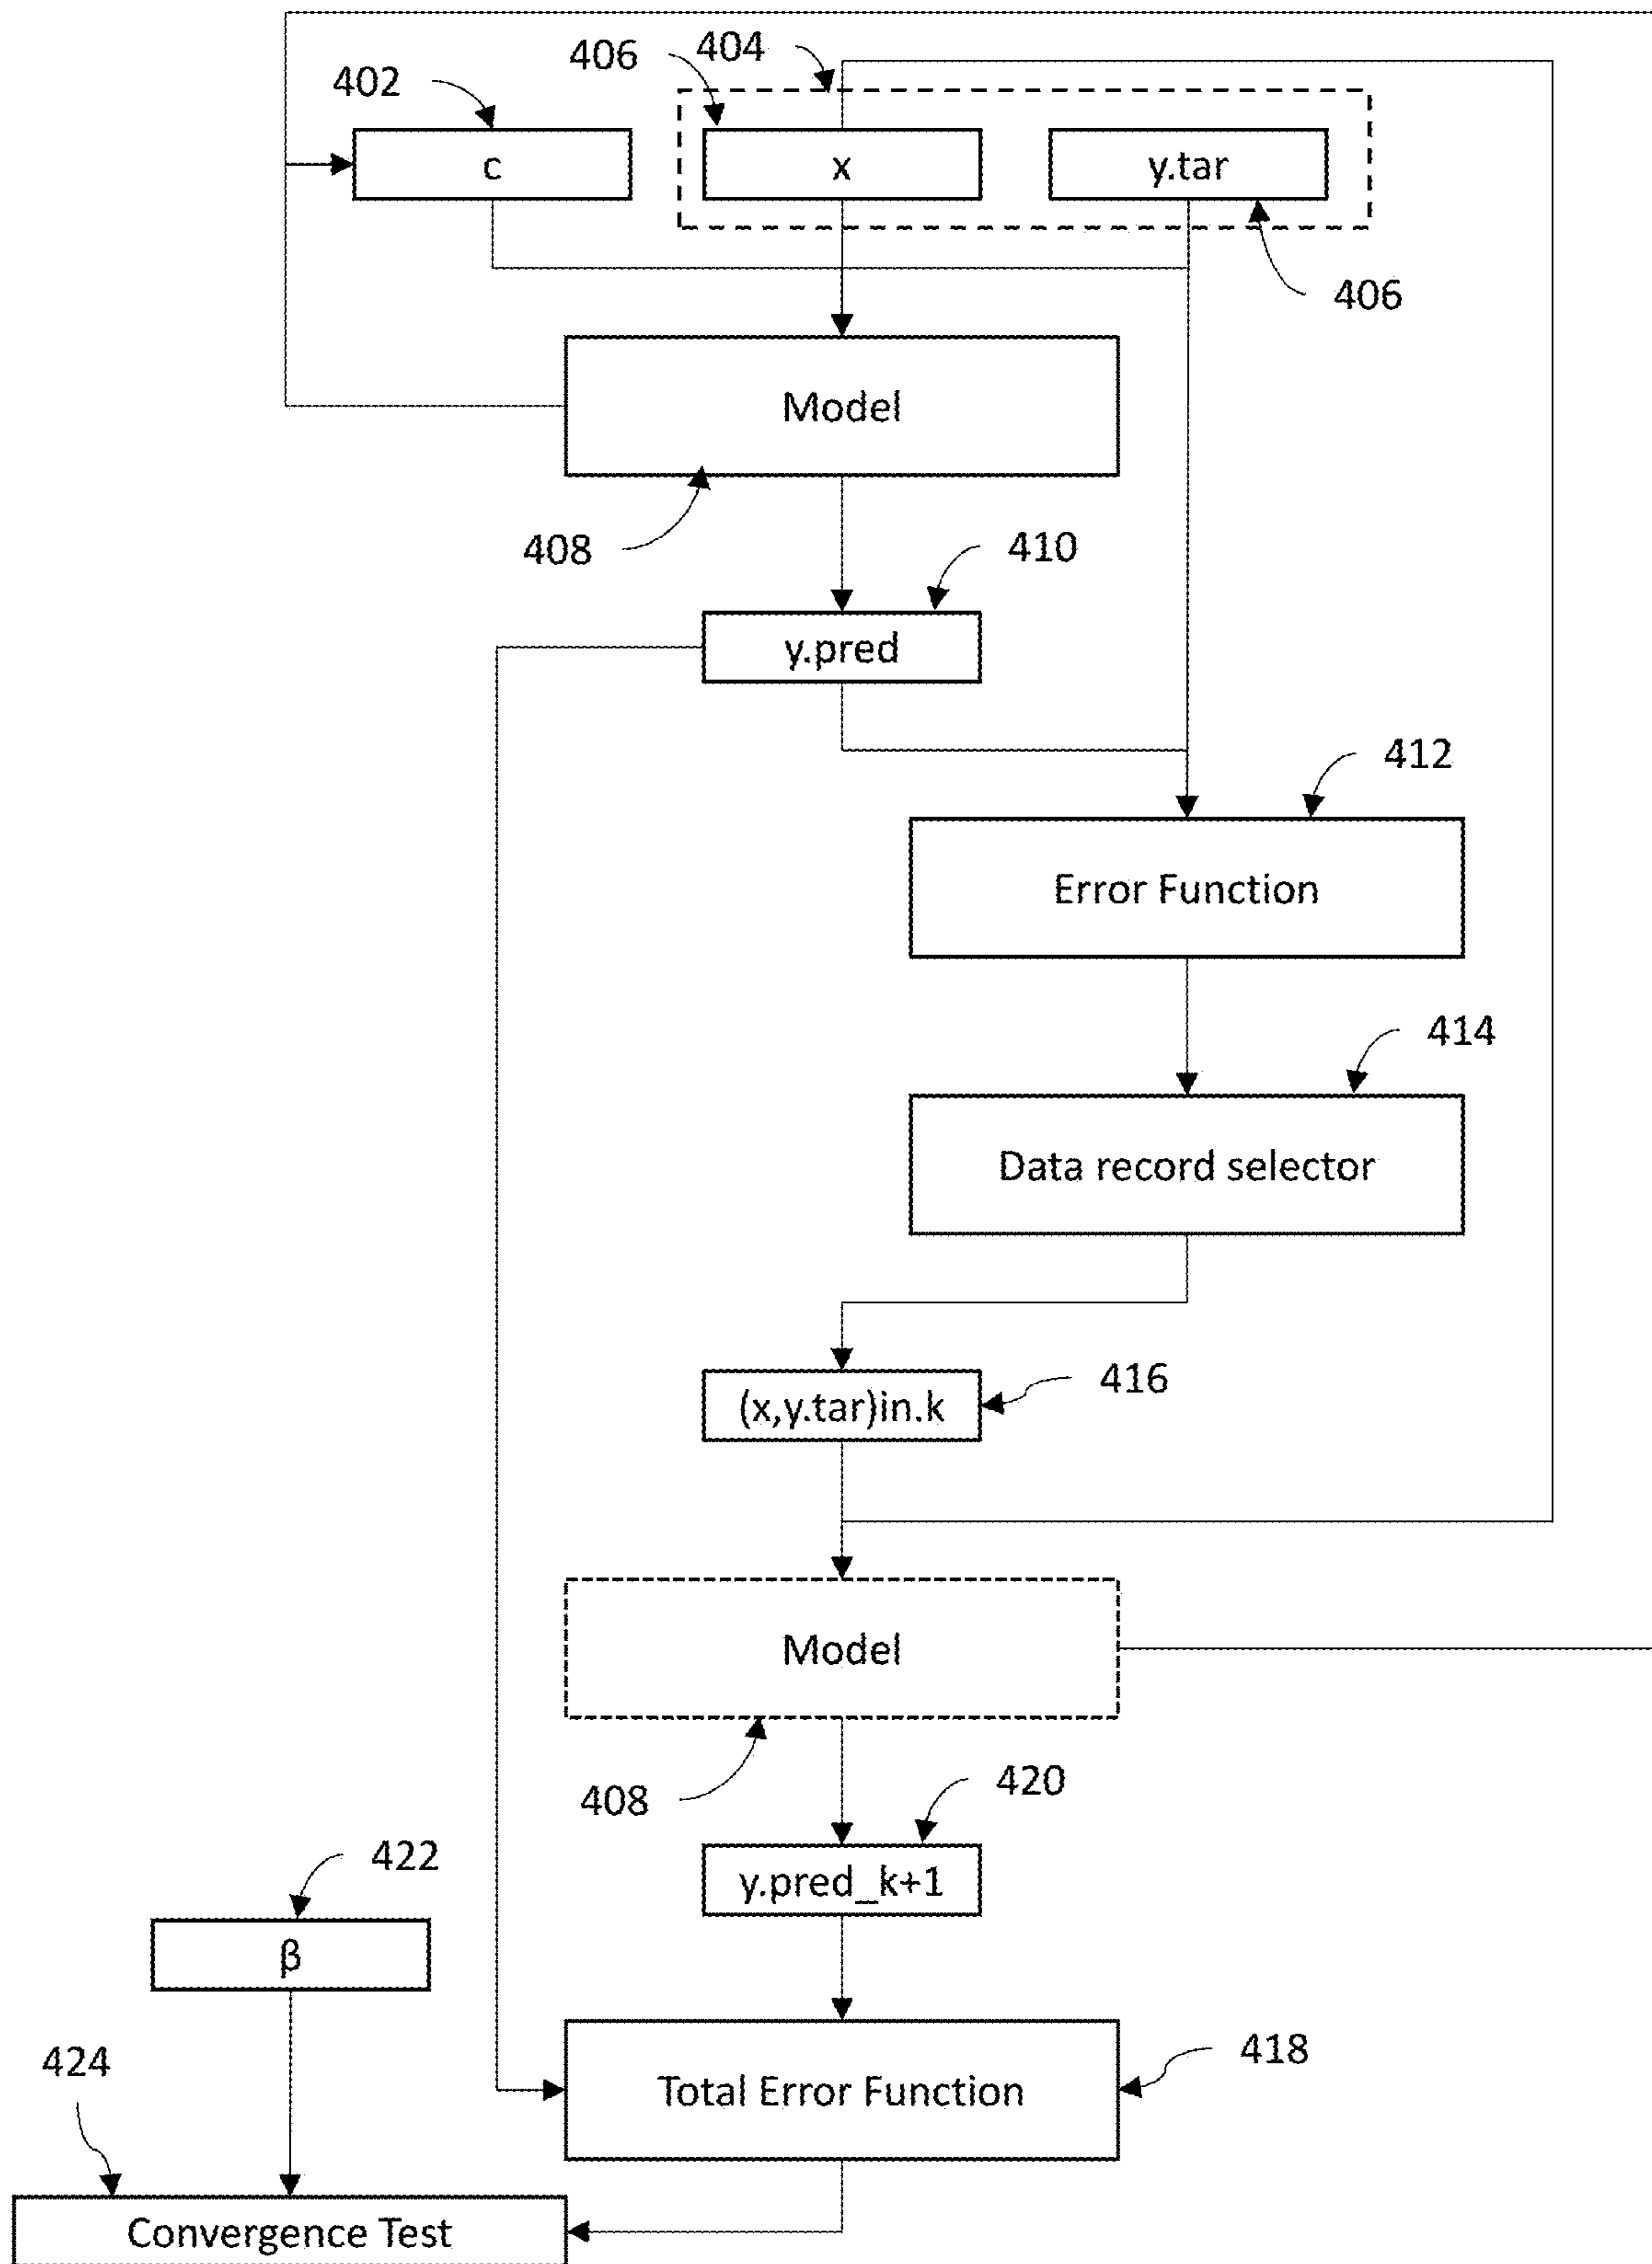 404
406
402
c
x
y.tar
406
Model
408
410
y.pred
412
Error Function
414
Data record selector
416
(x,y.tar)in.k
Model
408
420
y.pred_k+1
422
β
424
418
Total Error Function
Convergence Test